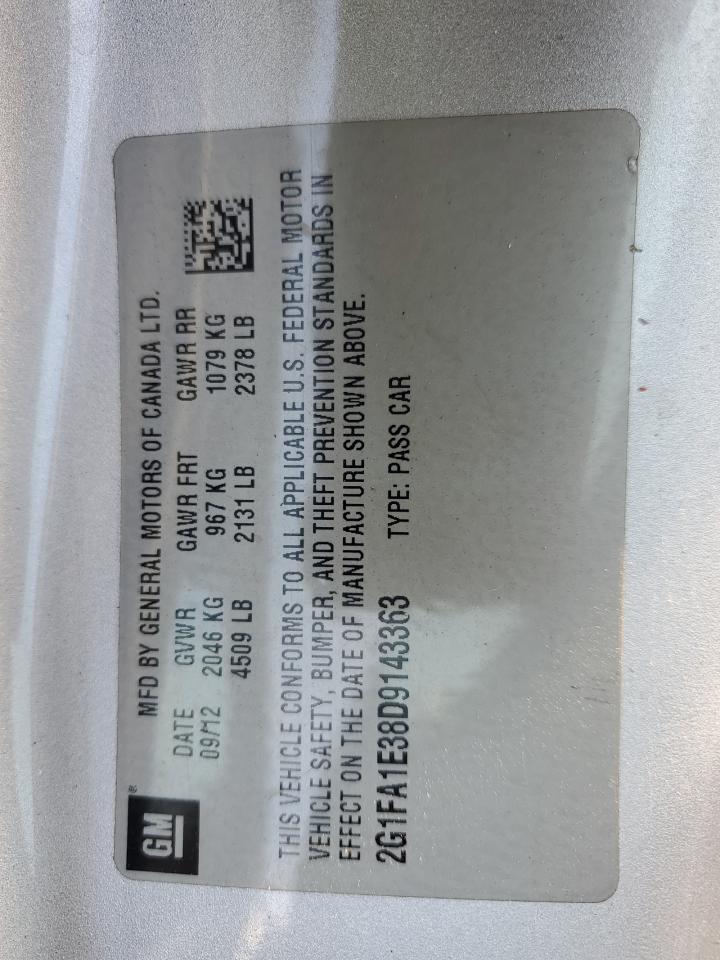 GM®
MFD BY GENERAL MOTORS OF CANADA LTD.
DATE GVWR GAWR FRT GAWR RR
09/12 2046 KG 967 KG 1079 KG
4509 LB 2131 LB 2378 LB
THIS VEHICLE CONFORMS TO ALL APPLICABLE U.S. FEDERAL MOTOR
VEHICLE SAFETY, BUMPER, AND THEFT PREVENTION STANDARDS IN
EFFECT ON THE DATE OF MANUFACTURE SHOWN ABOVE.
2G1FA1E38D9143363 TYPE: PASS CAR